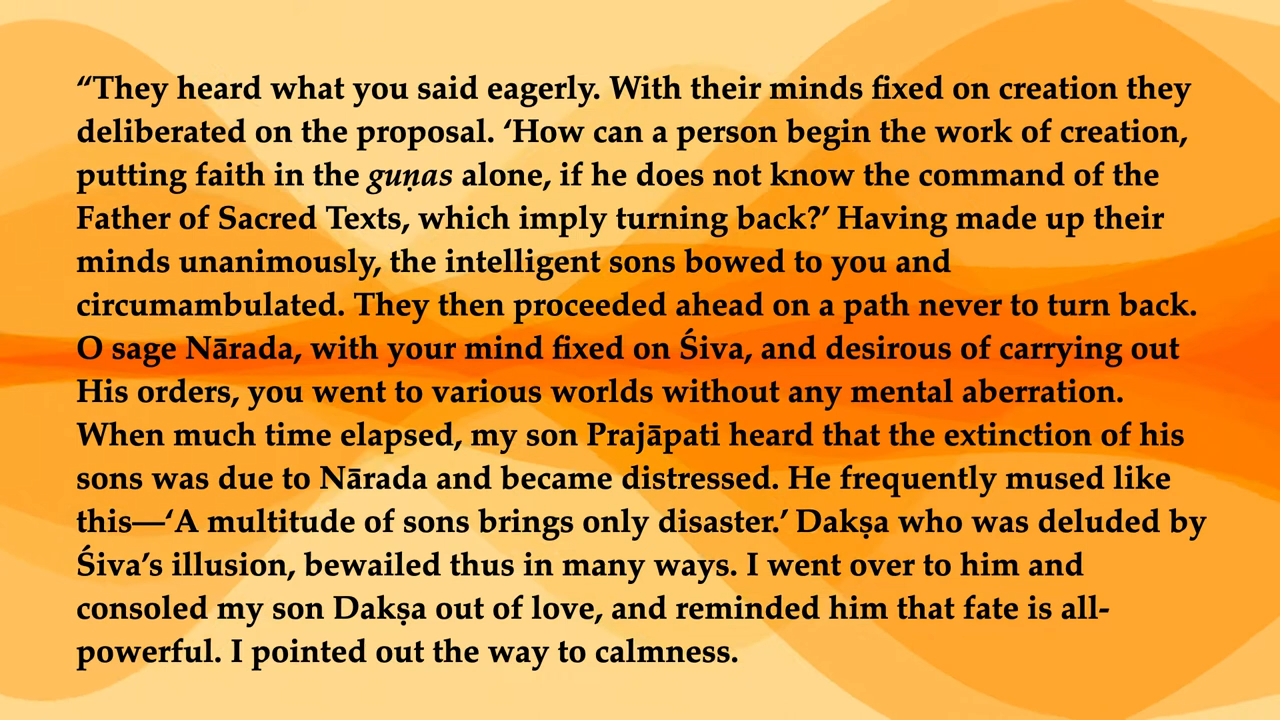 “They heard what you said eagerly. With their minds fixed on creation they
deliberated on the proposal. ‘How can a person begin the work of creation,
putting faith in the guṇas alone, if he does not know the command of the
Father of Sacred Texts, which imply turning back?’ Having made up their
minds unanimously, the intelligent sons bowed to you and
circumambulated. They then proceeded ahead on a path never to turn back.
O sage Nārada, with your mind fixed on Śiva, and desirous of carrying out
His orders, you went to various worlds without any mental aberration.
When much time elapsed, my son Prajāpati heard that the extinction of his
sons was due to Nārada and became distressed. He frequently mused like
this—‘A multitude of sons brings only disaster.’ Dakṣa who was deluded by
Śiva’s illusion, bewailed thus in many ways. I went over to him and
consoled my son Dakṣa out of love, and reminded him that fate is all-
powerful. I pointed out the way to calmness.